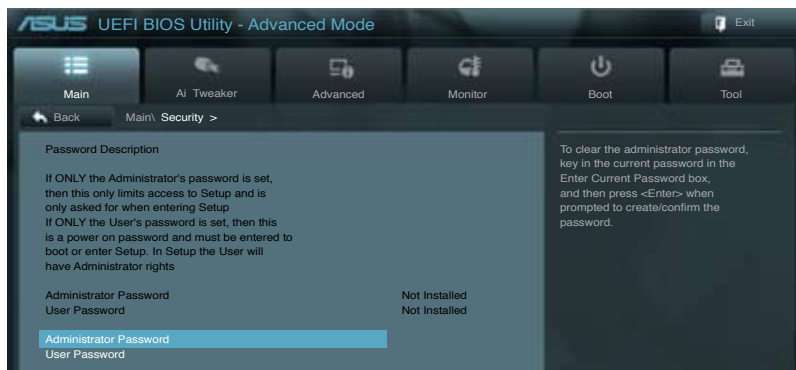 ASUS UEFI BIOS Utility - Advanced Mode
Exit
Main
Ai Tweaker
Advanced
Monitor
Boot
Tool
Back
Main\ Security >
Password Description
If ONLY the Administrator's password is set,
then this only limits access to Setup and is
only asked for when entering Setup
If ONLY the User's password is set, then this
is a power on password and must be entered to
boot or enter Setup. In Setup the User will
have Administrator rights
Administrator Password Not Installed
User Password Not Installed
Administrator Password
User Password
To clear the administrator password,
key in the current password in the
Enter Current Password box,
and then press <Enter> when
prompted to create/confirm the
password.